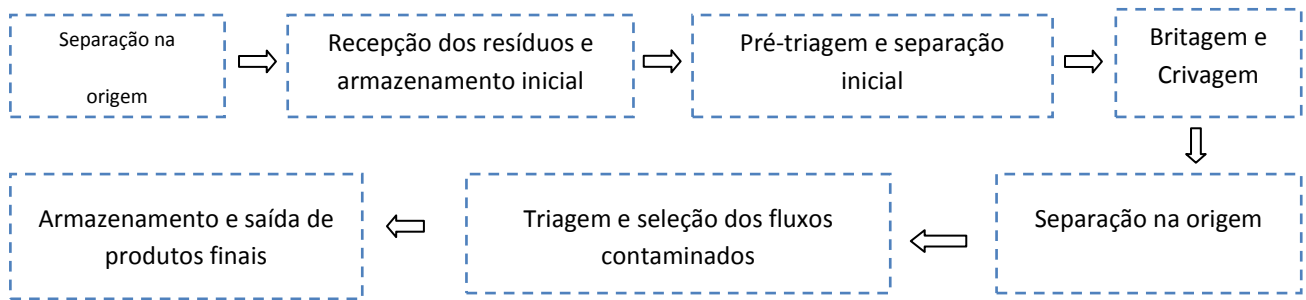 Separação na
origem
Recepção dos resíduos e
armazenamento inicial
Pré-triagem e separação
inicial
Britagem e
Crivagem
Separação na origem
Triagem e seleção dos fluxos
contaminados
Armazenamento e saída de
produtos finais